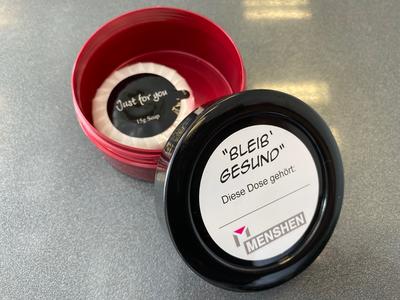 Just for you
15g Soap
"BLEIB'
GESUND"
Diese Dose gehört:
MENSHEN